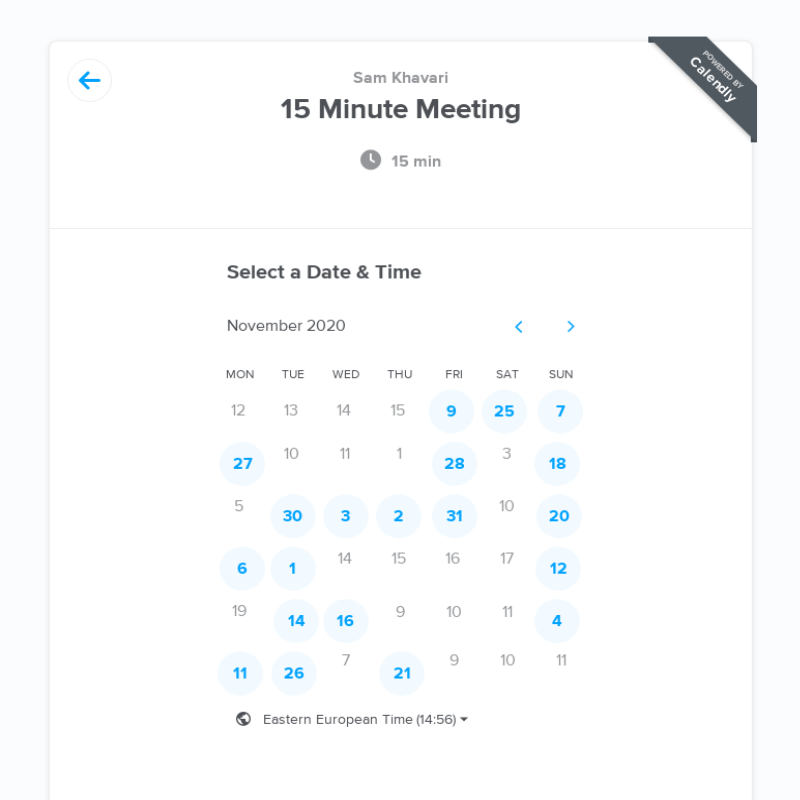 Sam Khavari
POWERED BY
Calendly
15 Minute Meeting
15 min
Select a Date & Time
November 2020
MON TUE WED THU FRI SAT SUN
12 13 14 15 9 25 7
27 10 11 1 28 3 18
5 30 3 2 31 10 20
6 1 14 15 16 17 12
19 14 16 9 10 11 4
11 26 7 21 9 10 11
Eastern European Time (14:56)